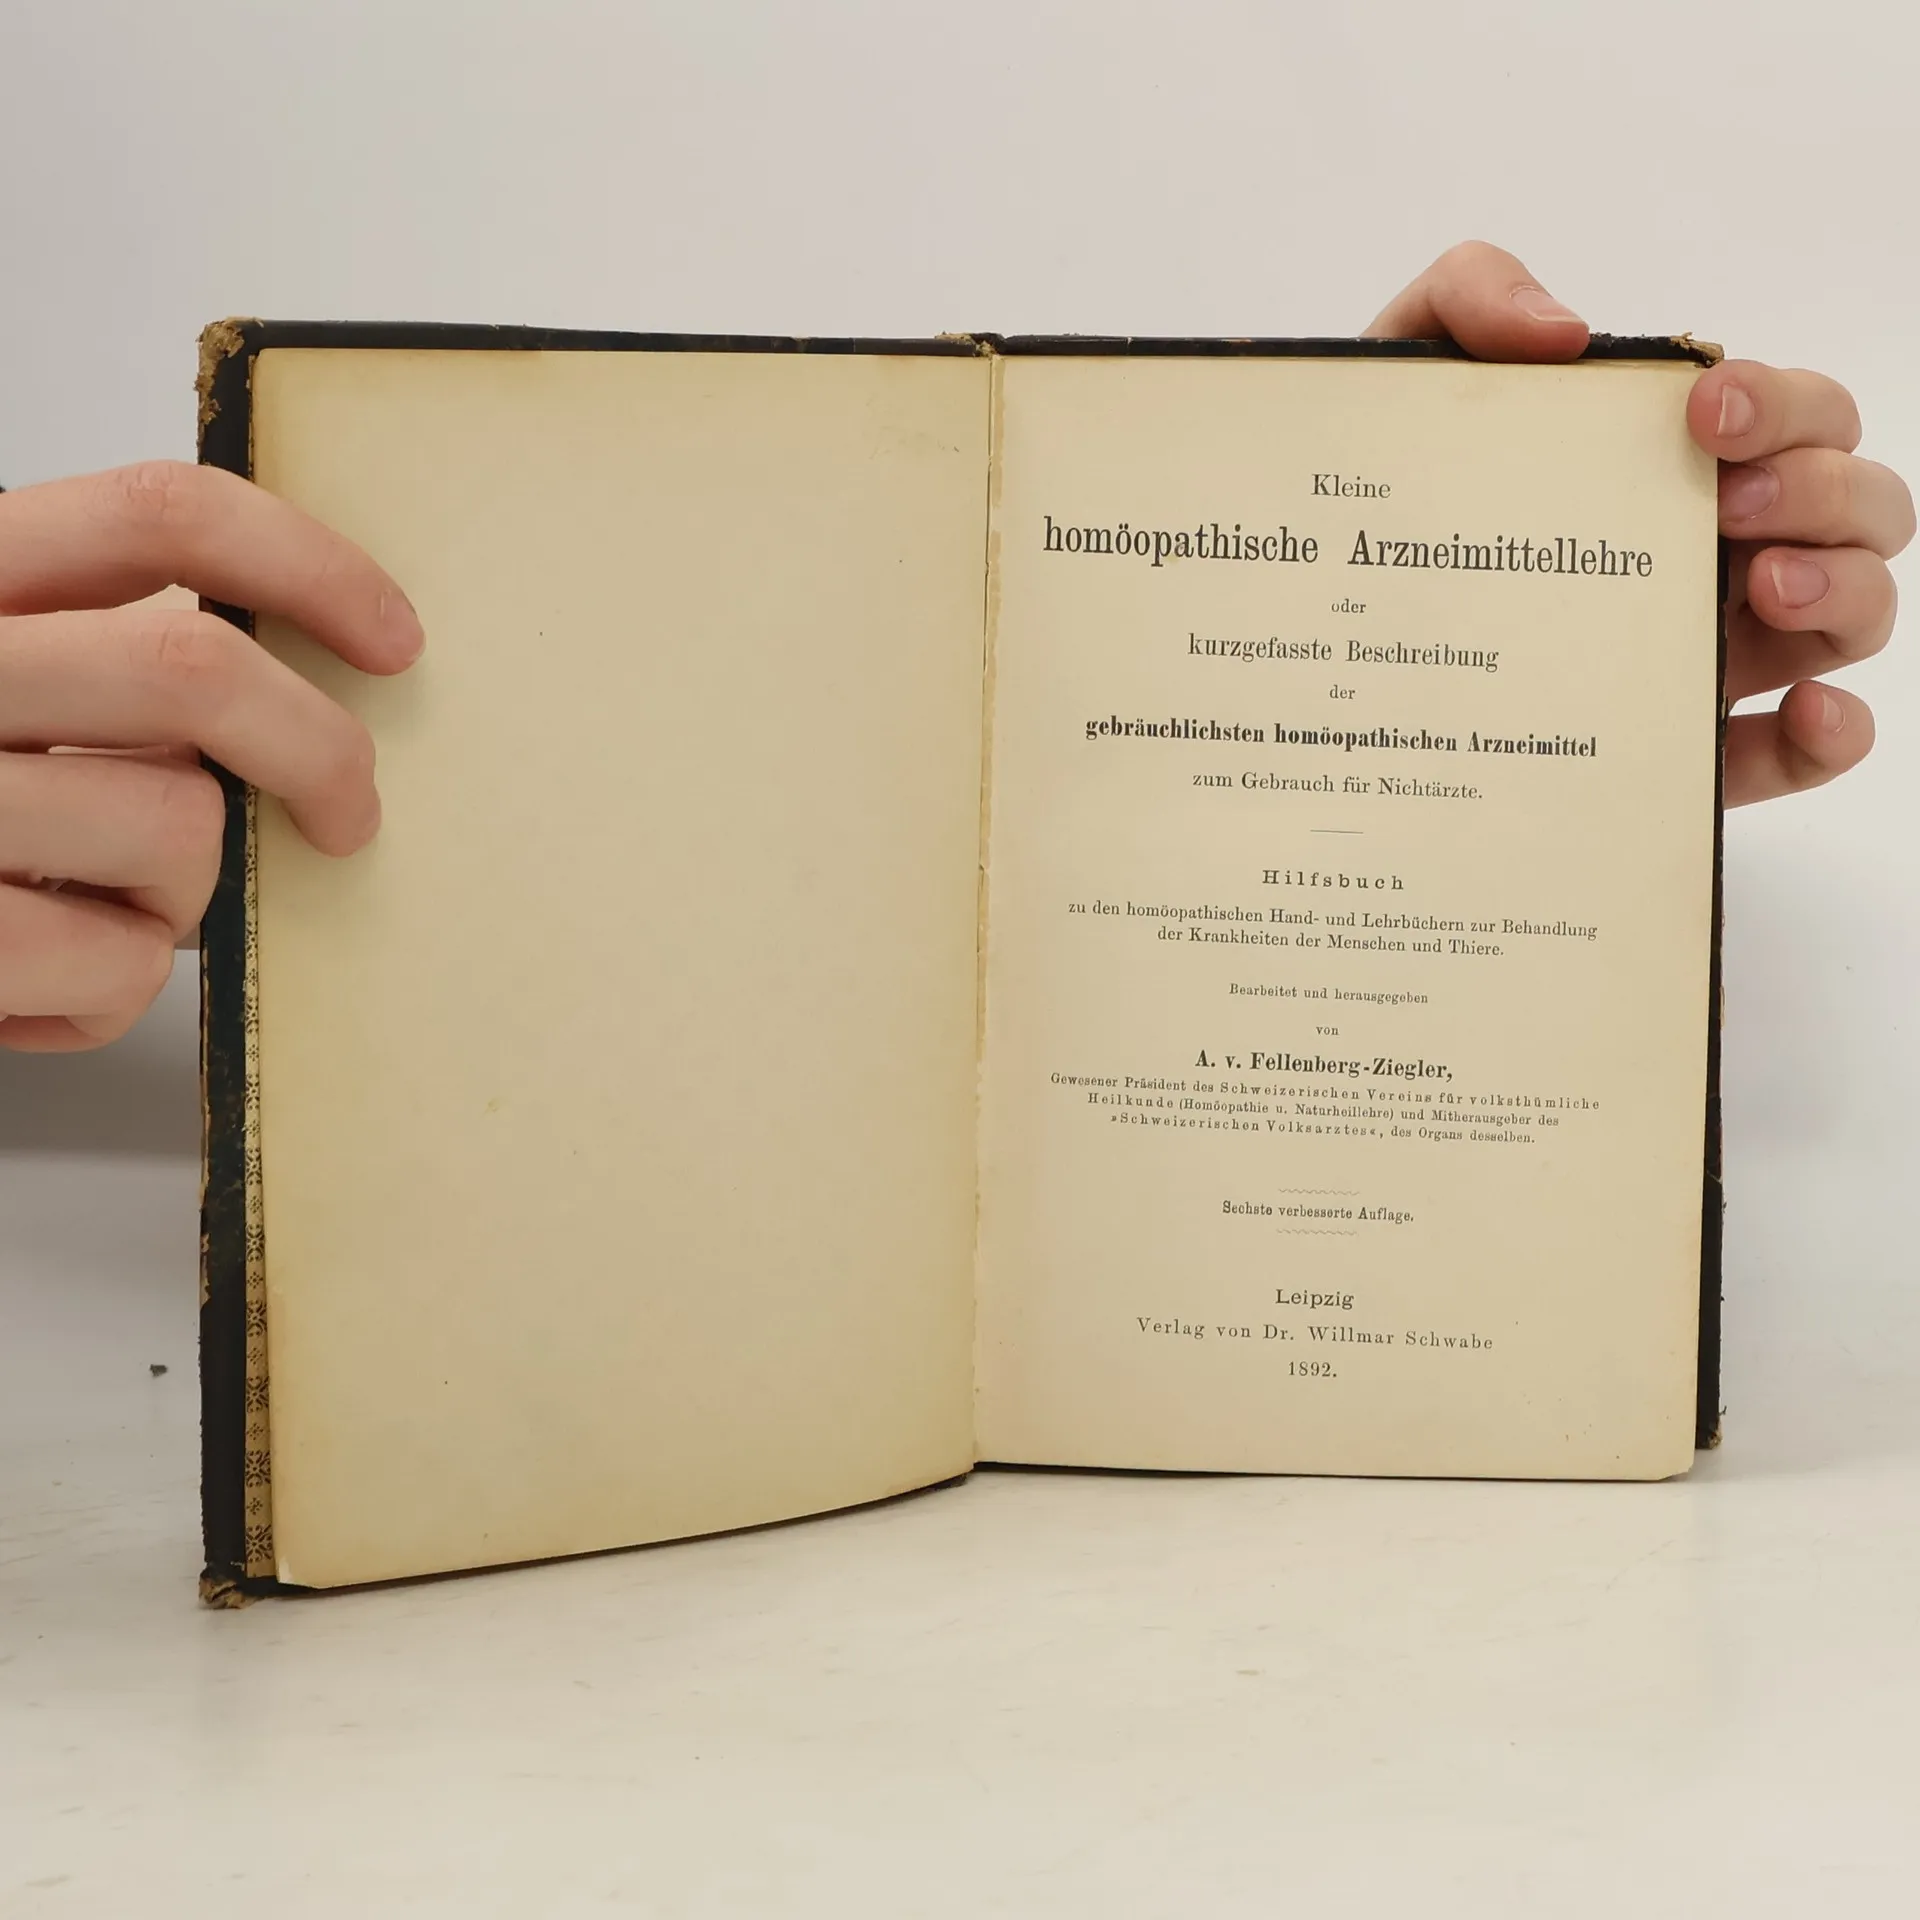 Kleine
homöopathische Arzneimittellehre
oder
kurzgefasste Beschreibung
der
gebräuchlichsten homöopathischen Arzneimittel
zum Gebrauch für Nichtärzte.
Hilfsbuch
zu den homöopathischen Hand- und Lehrbüchern zur Behandlung
der Krankheiten der Menschen und Thiere.
Bearbeitet und herausgegeben
von
A. v. Fellenberg-Ziegler,
Gewesener Präsident des Schweizerischen Vereins für volksthümliche
Heilkunde (Homöopathie u. Naturheillehre) und Mitherausgeber des
»Schweizerischen Volksarztes«, des Organs desselben.
Sechste verbesserte Auflage.
Leipzig
Verlag von Dr. Willmar Schwabe
1892.